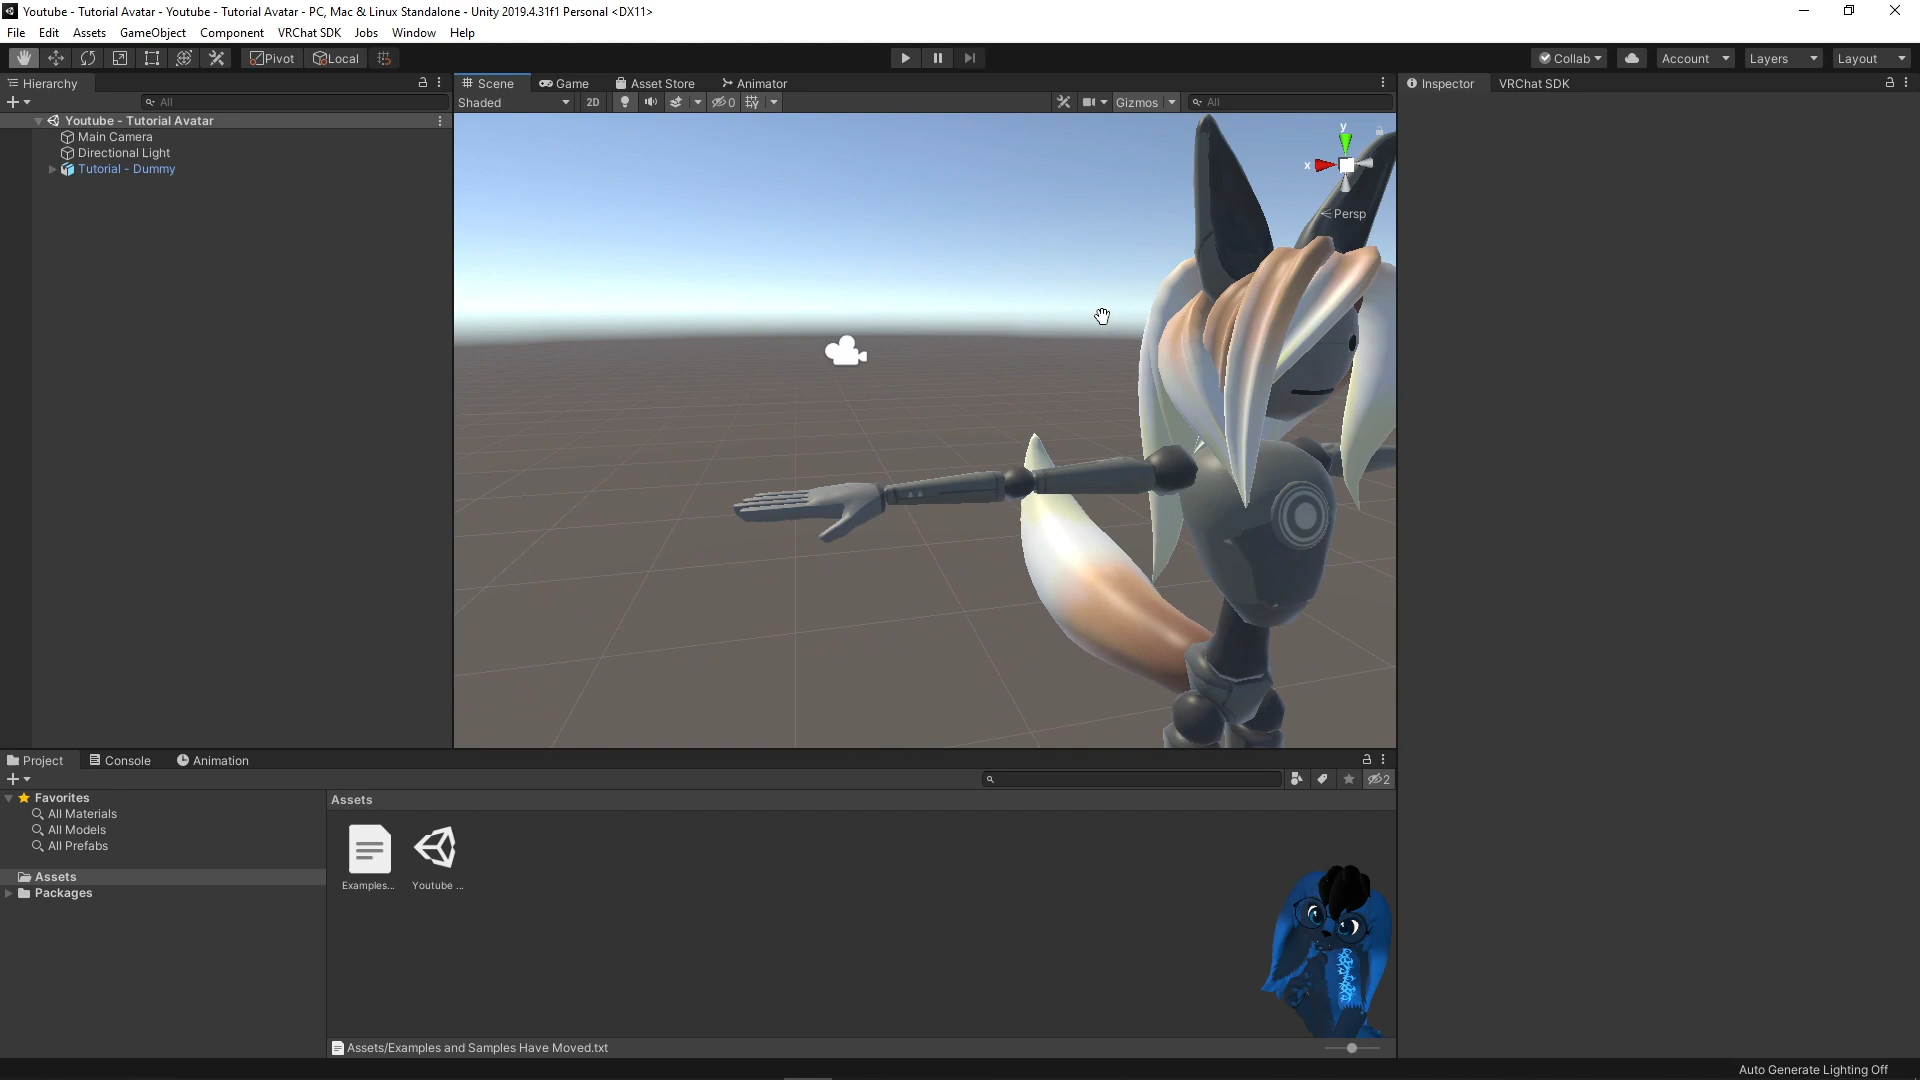 Youtube - Tutorial Avatar - Youtube - Tutorial Avatar - PC, Mac & Linux Standalone - Unity 2019.4.31f1 Personal <DX11>
File Edit Assets GameObject Component VRChat SDK Jobs Window Help
Pivot Local Collab Account Layers Layout
Hierarchy
Scene Game Asset Store Animator
Inspector VRChat SDK
All
Shaded 2D 0 Gizmos All
Youtube - Tutorial Avatar
Main Camera
Directional Light
Tutorial - Dummy
y
x
Persp
Project Console Animation
2
Favorites
All Materials
All Models
All Prefabs
Assets
Packages
Assets
Examples... Youtube ...
Assets/Examples and Samples Have Moved.txt
Auto Generate Lighting Off